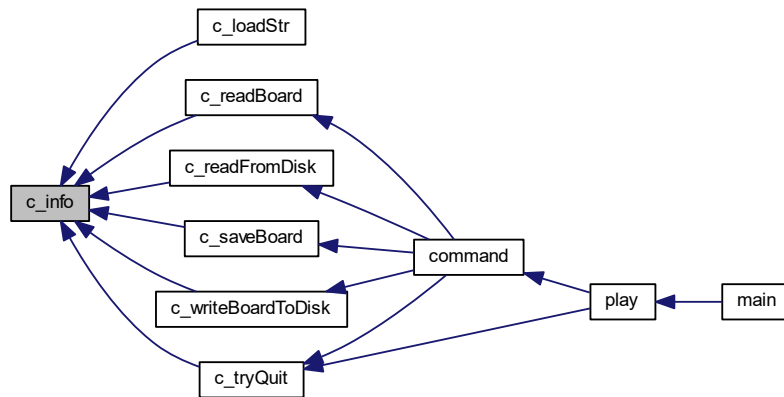 c_loadStr
c_readBoard
c_readFromDisk
c_info
c_saveBoard
command
c_writeBoardToDisk
play
main
c_tryQuit